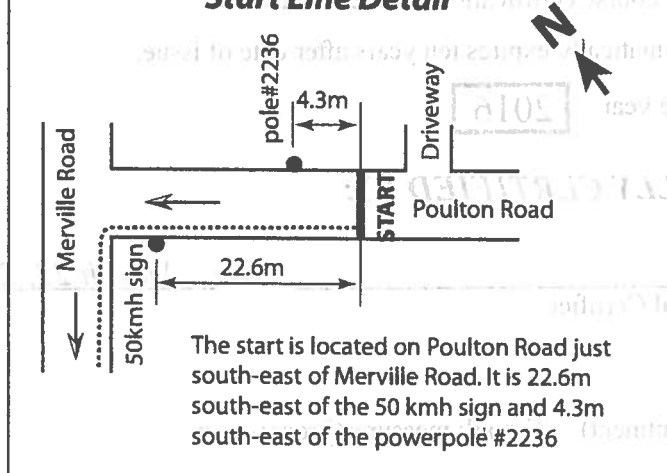 Start Line Detail
N
pole#2236
4.3m
Driveway
Merville Road
START
Poulton Road
50kmh sign
22.6m
The start is located on Poulton Road just
south-east of Merville Road. It is 22.6m
south-east of the 50 kmh sign and 4.3m
south-east of the powerpole #2236
2016